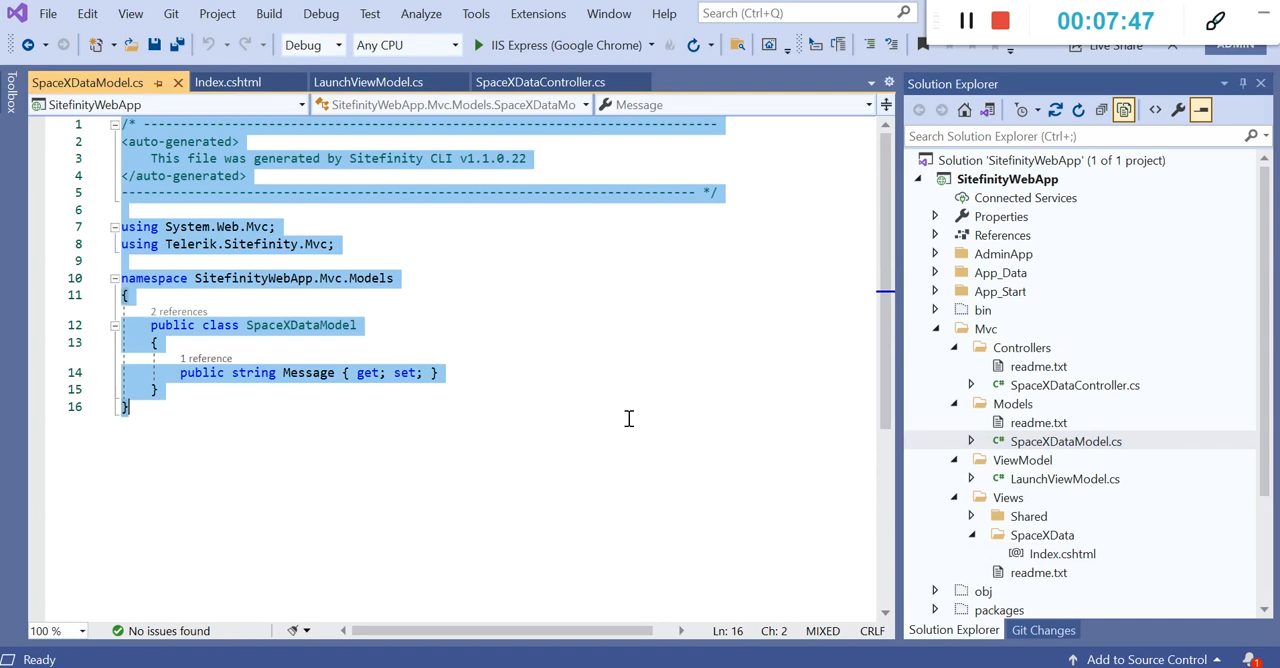 File Edit View Git Project Build Debug Test Analyze Tools Extensions Window Help Search (Ctrl+Q)
00:07:47
Debug Any CPU IIS Express (Google Chrome) Live Share ADMIN
Toolbox
SpaceXDataModel.cs Index.cshtml LaunchViewModel.cs SpaceXDataController.cs
SitefinityWebApp SitefinityWebApp.Mvc.Models.SpaceXDataMo Message
1 /* ------------------------------------------------------------------------------
2 <auto-generated>
3 This file was generated by Sitefinity CLI v1.1.0.22
4 </auto-generated>
5 ------------------------------------------------------------------------------ */
6
7 using System.Web.Mvc;
8 using Telerik.Sitefinity.Mvc;
9
10 namespace SitefinityWebApp.Mvc.Models
11 {
2 references
12 public class SpaceXDataModel
13 {
1 reference
14 public string Message { get; set; }
15 }
16 }
100 % No issues found Ln: 16 Ch: 2 MIXED CRLF
Solution Explorer
Search Solution Explorer (Ctrl+;)
Solution 'SitefinityWebApp' (1 of 1 project)
SitefinityWebApp
Connected Services
Properties
References
AdminApp
App_Data
App_Start
bin
Mvc
Controllers
readme.txt
C# SpaceXDataController.cs
Models
readme.txt
C# SpaceXDataModel.cs
ViewModel
C# LaunchViewModel.cs
Views
Shared
SpaceXData
[@] Index.cshtml
readme.txt
obj
packages
Solution Explorer Git Changes
Ready Add to Source Control 1